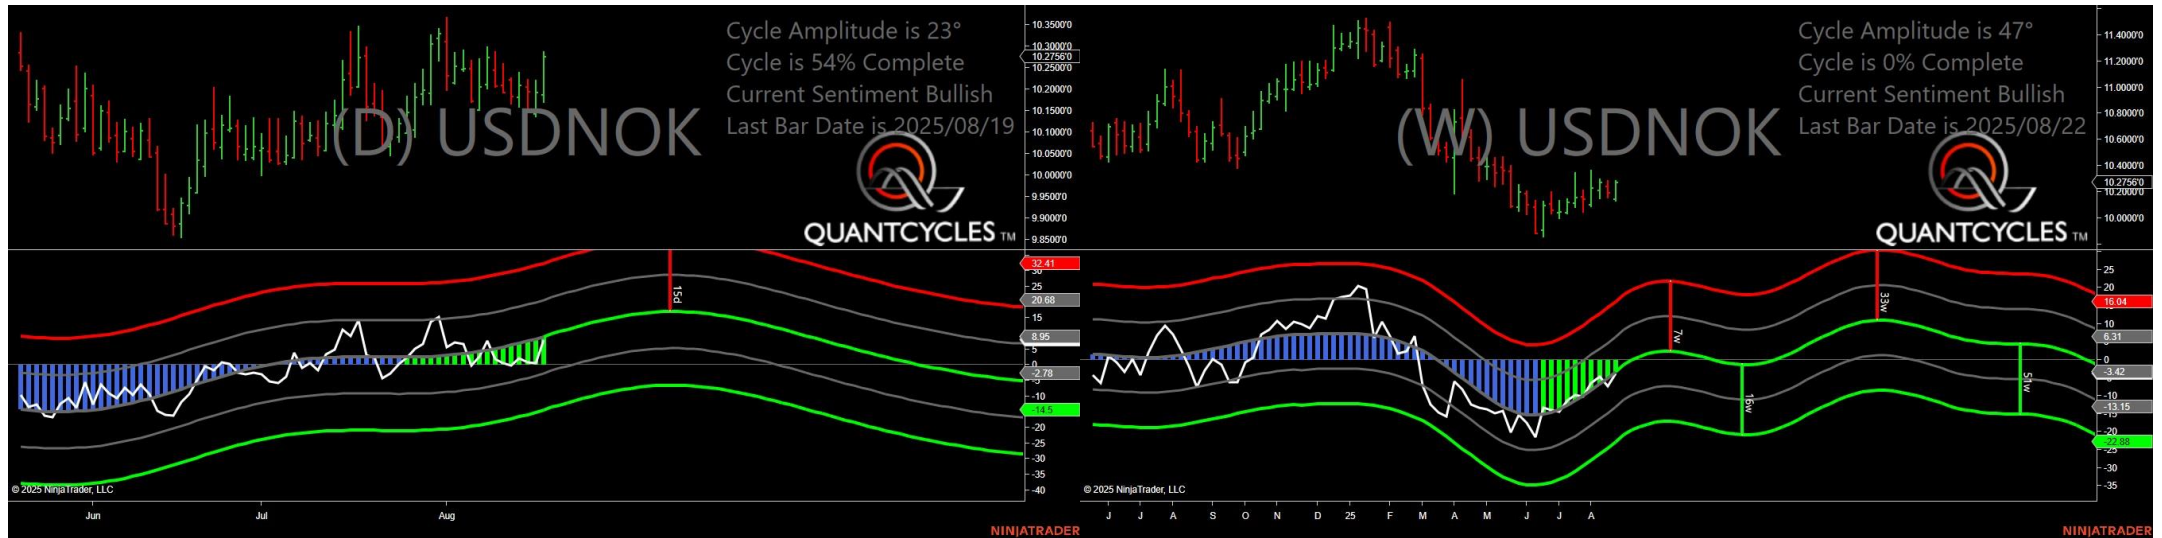 Cycle Amplitude is 23°
Cycle is 54% Complete
Current Sentiment Bullish
Last Bar Date is 2025/08/19
(D) USDNOK
QUANTCYCLES TM
10.3500'0
10.3000'0
10.2756'0
10.2500'0
10.2000'0
10.1500'0
10.1000'0
10.0500'0
10.0000'0
9.9500'0
9.9000'0
9.8500'0
15d
32.41
30
25
20.68
15
8.95
5
0
-2.78
-5
-10
-14.5
-20
-25
-30
-35
-40
© 2025 NinjaTrader, LLC
Jun Jul Aug
NINJATRADER
Cycle Amplitude is 47°
Cycle is 0% Complete
Current Sentiment Bullish
Last Bar Date is 2025/08/22
(W) USDNOK
QUANTCYCLES TM
11.4000'0
11.2000'0
11.0000'0
10.8000'0
10.6000'0
10.4000'0
10.2756'0
10.2000'0
10.0000'0
7w
16w
33w
51w
25
20
16.04
10
6.31
0
-3.42
-10
-13.15
-15
-20
-22.88
-25
-30
-35
© 2025 NinjaTrader, LLC
J J A S O N D 25 F M A M J J A
NINJATRADER